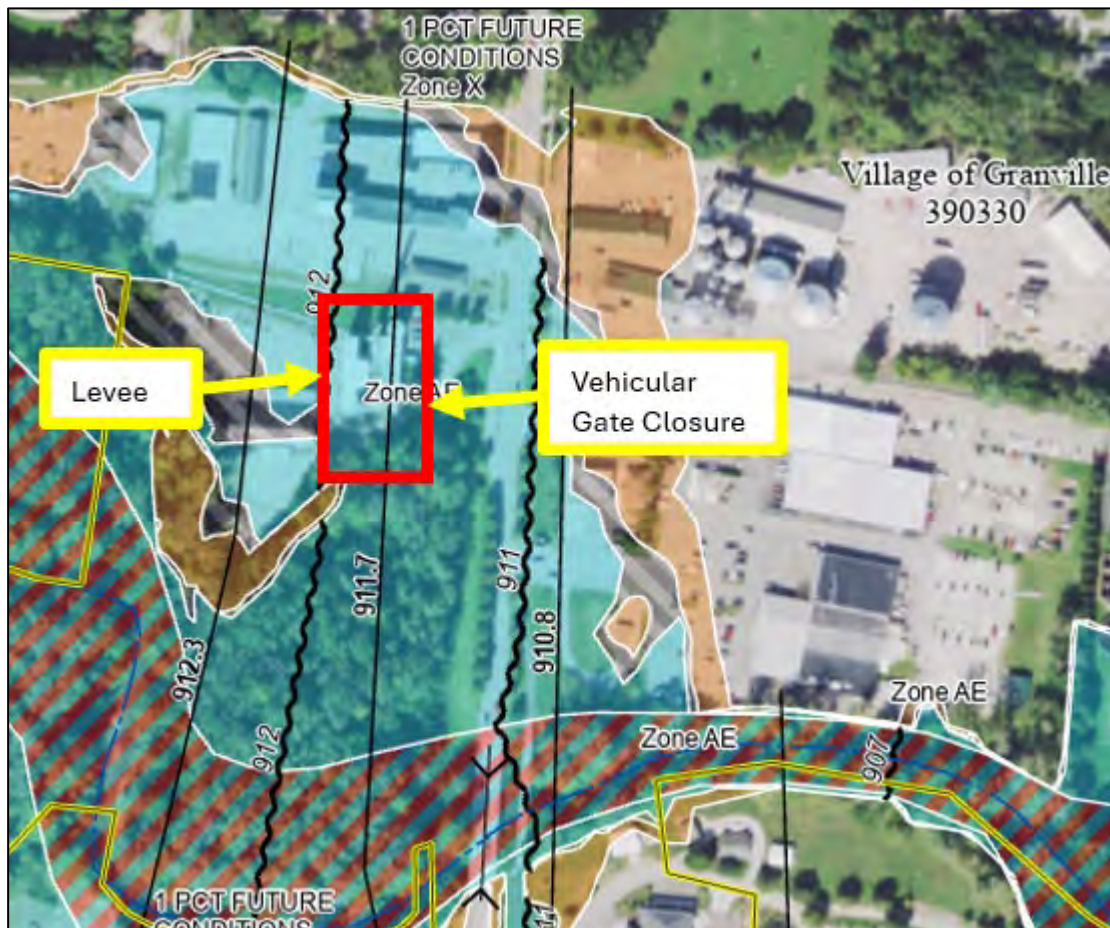 1 PCT FUTURE
CONDITIONS
Zone X
Village of Granville
390330
912
Levee
Zone AE
Vehicular
Gate Closure
911
911.7
910.8
912.3
912
Zone AE
Zone AE
907
1 PCT FUTURE
CONDITIONS